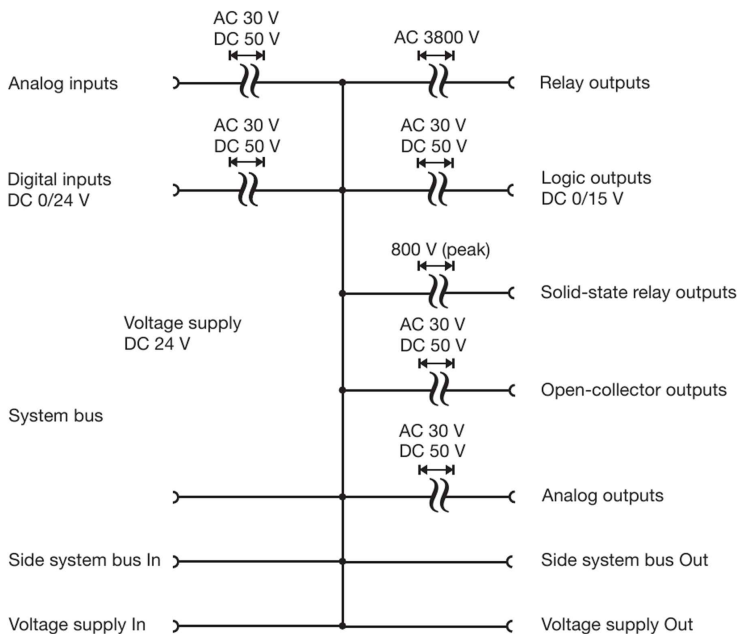 AC 30 V
DC 50 V
AC 3800 V
Analog inputs
Relay outputs
AC 30 V
DC 50 V
AC 30 V
DC 50 V
Digital inputs
DC 0/24 V
Logic outputs
DC 0/15 V
800 V (peak)
Solid-state relay outputs
Voltage supply
DC 24 V
AC 30 V
DC 50 V
Open-collector outputs
System bus
AC 30 V
DC 50 V
Analog outputs
Side system bus In
Side system bus Out
Voltage supply In
Voltage supply Out